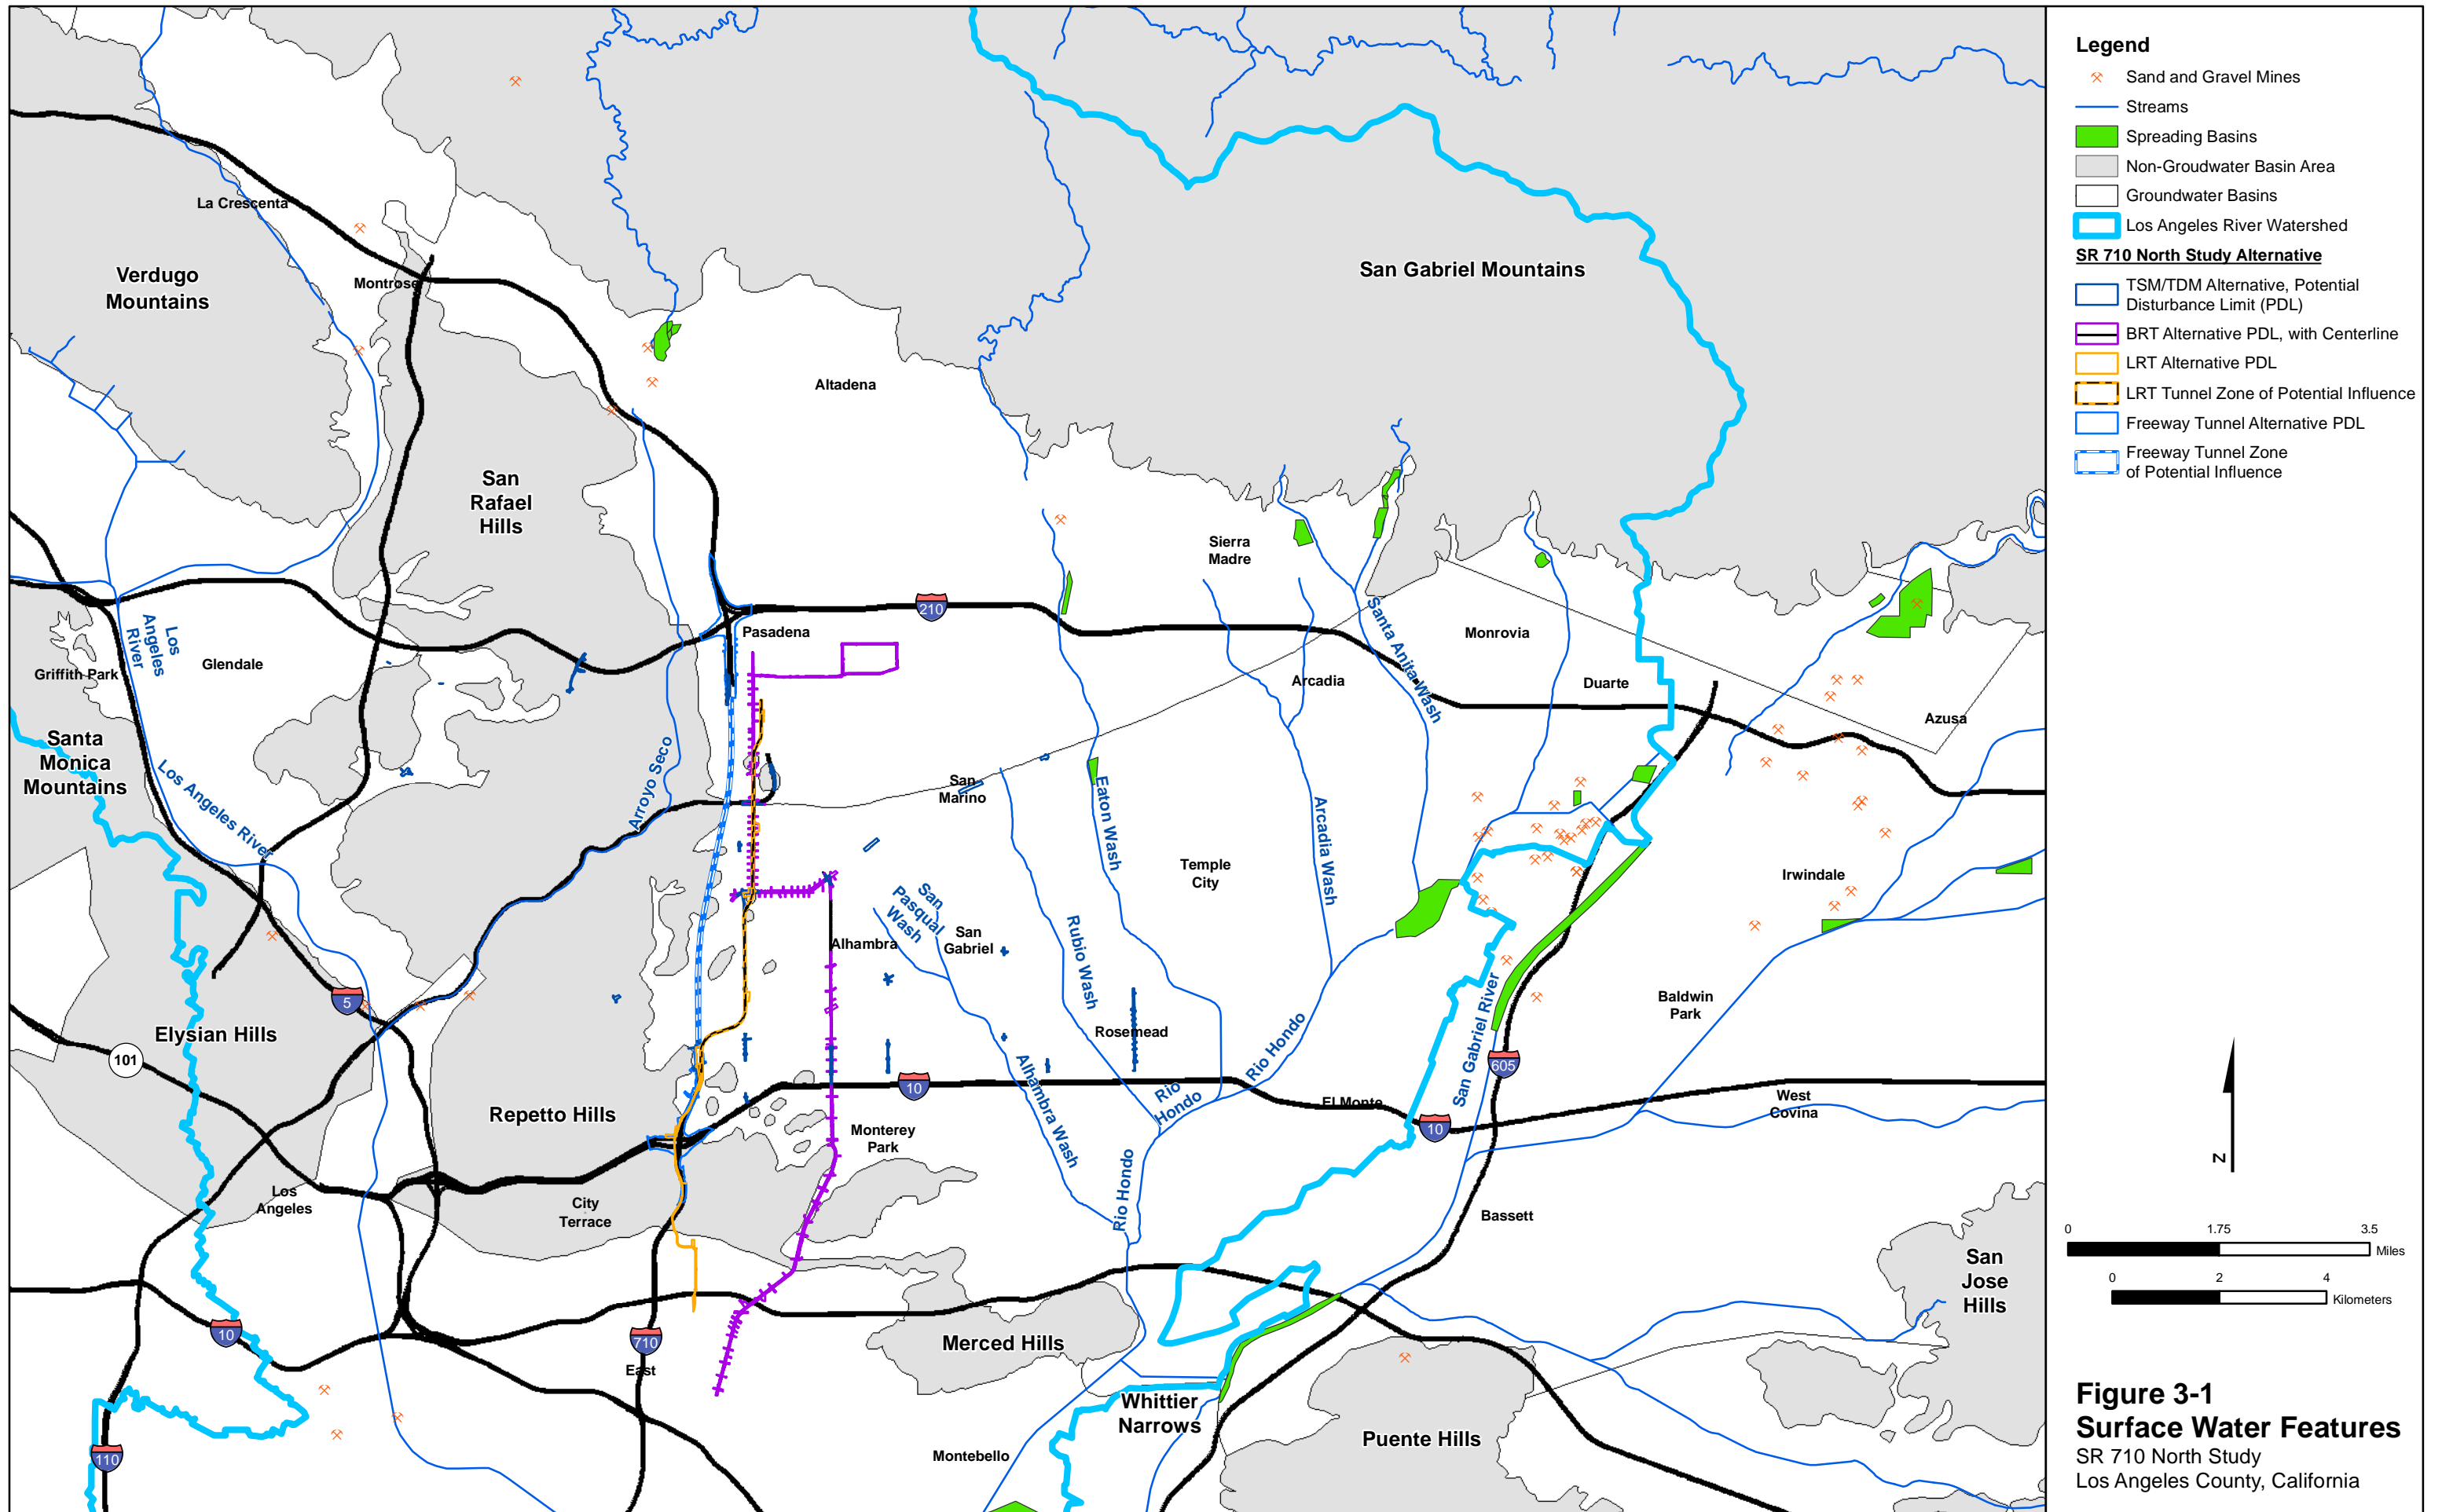 La Crescenta
Verdugo
Mountains
Montrose
San Gabriel Mountains
Altadena
San
Rafael
Hills
Sierra
Madre
210
Los
Angeles
River
Griffith Park
Glendale
Pasadena
Santa Anita Wash
Monrovia
Arcadia
Duarte
Azusa
Santa
Monica
Mountains
Los Angeles River
Arroyo Seco
San
Marino
Eaton Wash
Arcadia Wash
Temple
City
Irwindale
San
Pasqual
Wash
Alhambra
San
Gabriel
Rubio Wash
5
Elysian Hills
101
Rosemead
Rio Hondo
San Gabriel River
Baldwin
Park
605
10
Repetto Hills
Alhambra Wash
Rio
Hondo
El Monte
10
West
Covina
Monterey
Park
Los
Angeles
City
Terrace
Rio Hondo
Bassett
San
Jose
Hills
10
710
East
Merced Hills
Whittier
Narrows
Puente Hills
Montebello
110
Legend
Sand and Gravel Mines
Streams
Spreading Basins
Non-Groudwater Basin Area
Groundwater Basins
Los Angeles River Watershed
SR 710 North Study Alternative
TSM/TDM Alternative, Potential
Disturbance Limit (PDL)
BRT Alternative PDL, with Centerline
LRT Alternative PDL
LRT Tunnel Zone of Potential Influence
Freeway Tunnel Alternative PDL
Freeway Tunnel Zone
of Potential Influence
N
0 1.75 3.5
Miles
0 2 4
Kilometers
Figure 3-1
Surface Water Features
SR 710 North Study
Los Angeles County, California